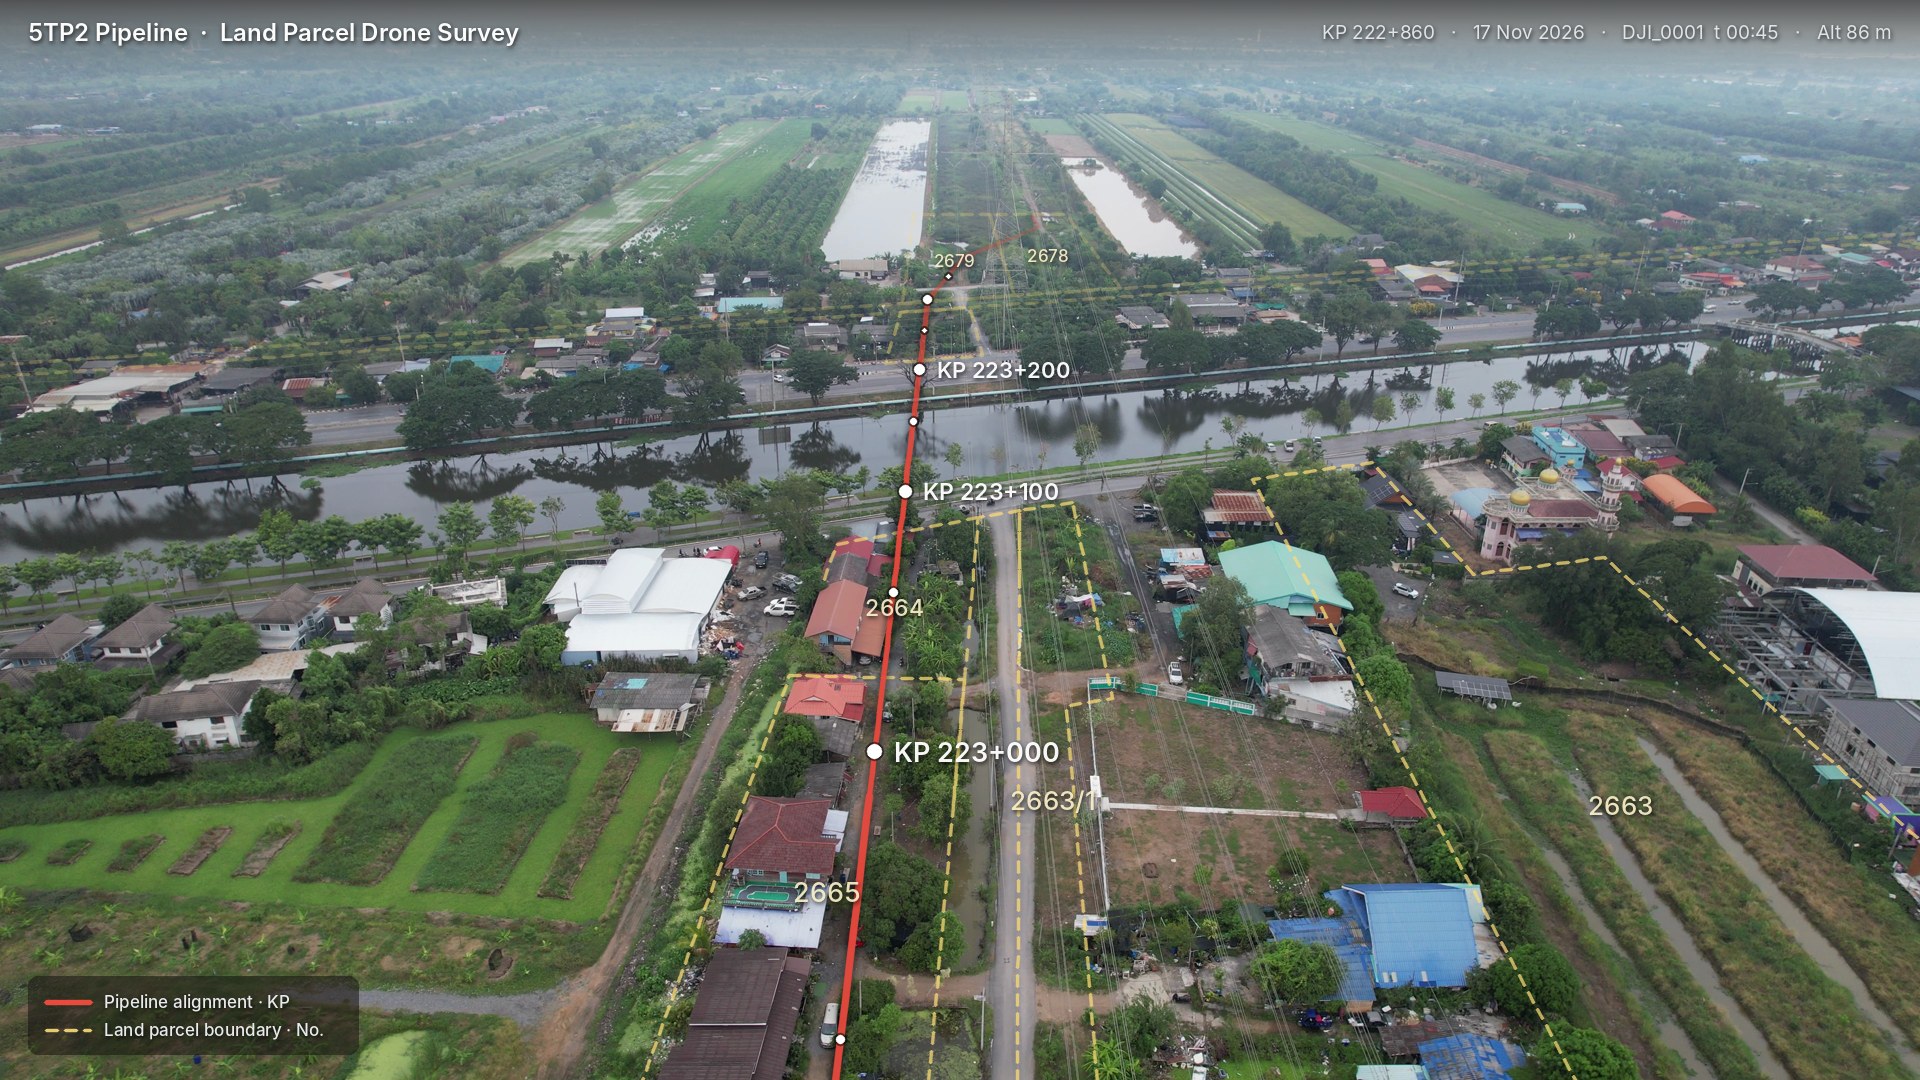 5TP2 Pipeline · Land Parcel Drone Survey
KP 222+860 · 17 Nov 2026 · DJI_0001 t 00:45 · Alt 86 m
2679
2678
KP 223+200
KP 223+100
2664
KP 223+000
2663/1
2663
2665
Pipeline alignment · KP
Land parcel boundary · No.